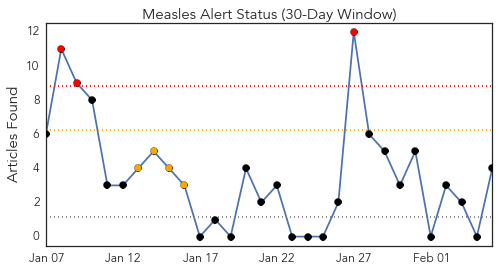 Measles Alert Status (30-Day Window)
Articles Found
12
10
8
6
4
2
0
Jan 07 Jan 12 Jan 17 Jan 22 Jan 27 Feb 01